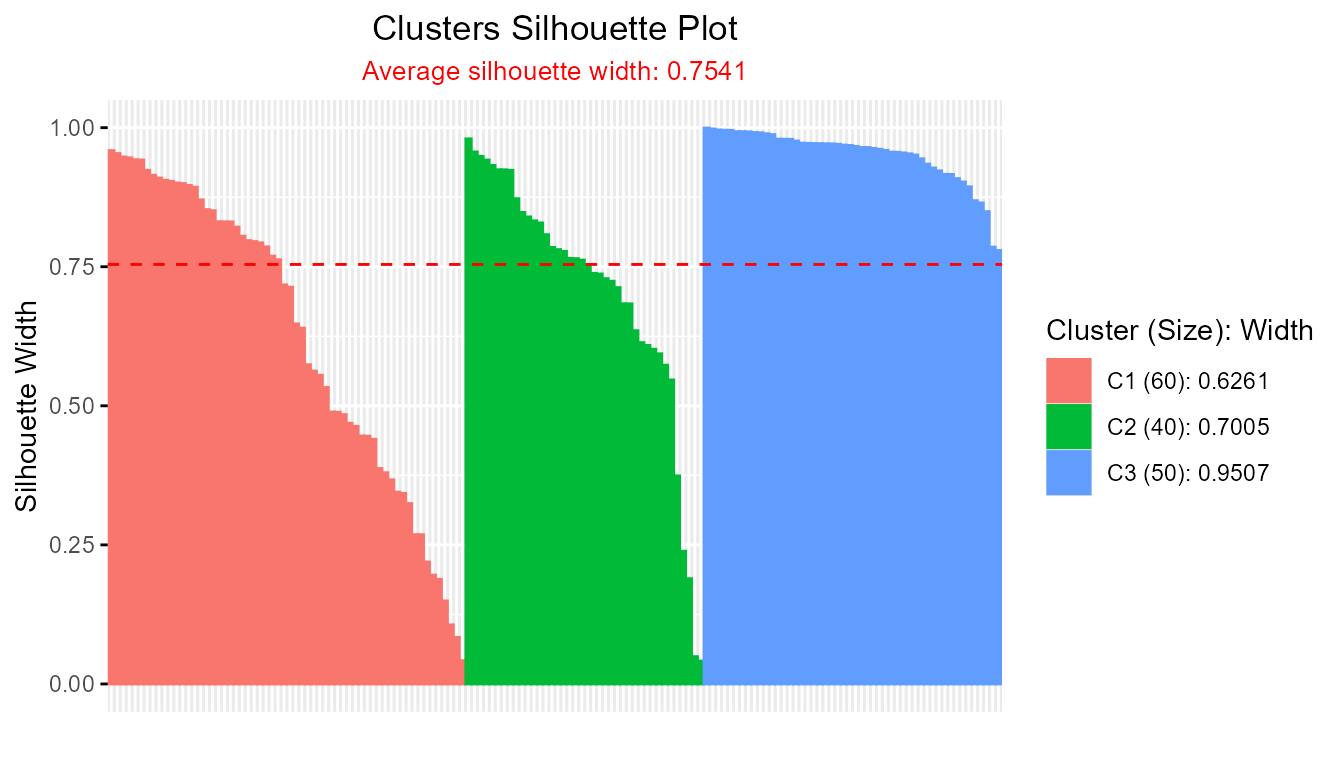 Clusters Silhouette Plot
Average silhouette width: 0.7541
1.00
0.75
0.50
0.25
0.00
Silhouette Width
Cluster (Size): Width
C1 (60): 0.6261
C2 (40): 0.7005
C3 (50): 0.9507